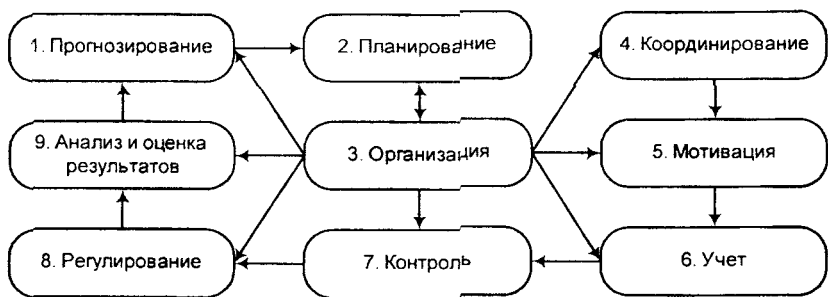 1. Прогнозирование
2. Планирование
4. Координирование
9. Анализ и оценка
результатов
3. Организация
5. Мотивация
8. Регулирование
7. Контроль
6. Учет